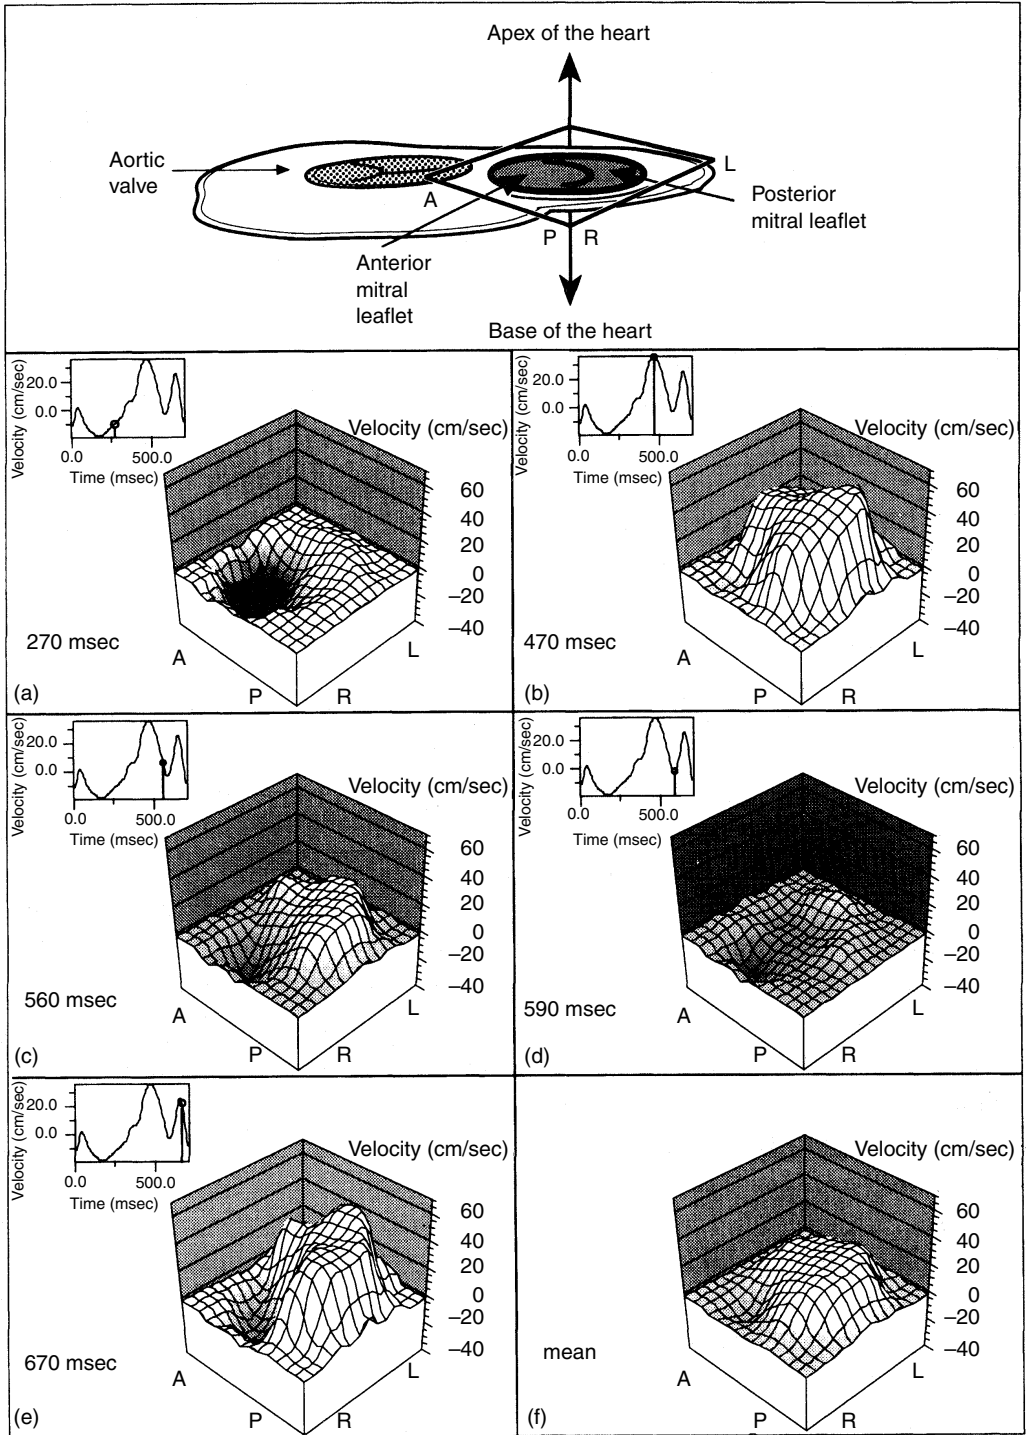 Apex of the heart
Aortic
valve
L
A
Posterior
mitral leaflet
P R
Anterior
mitral
leaflet
Base of the heart
Velocity (cm/sec)
20.0
0.0
0.0 500.0
Time (msec)
Velocity (cm/sec)
60
40
20
0
−20
−40
270 msec
A
L
P R
(a)
Velocity (cm/sec)
20.0
0.0
0.0 500.0
Time (msec)
Velocity (cm/sec)
60
40
20
0
−20
−40
470 msec
A
L
P R
(b)
Velocity (cm/sec)
20.0
0.0
0.0 500.0
Time (msec)
Velocity (cm/sec)
60
40
20
0
−20
−40
560 msec
A
L
P R
(c)
Velocity (cm/sec)
20.0
0.0
0.0 500.0
Time (msec)
Velocity (cm/sec)
60
40
20
0
−20
−40
590 msec
A
L
P R
(d)
Velocity (cm/sec)
20.0
0.0
0.0 500.0
Time (msec)
Velocity (cm/sec)
60
40
20
0
−20
−40
670 msec
A
L
P R
(e)
Velocity (cm/sec)
60
40
20
0
−20
−40
mean
A
L
P R
(f)